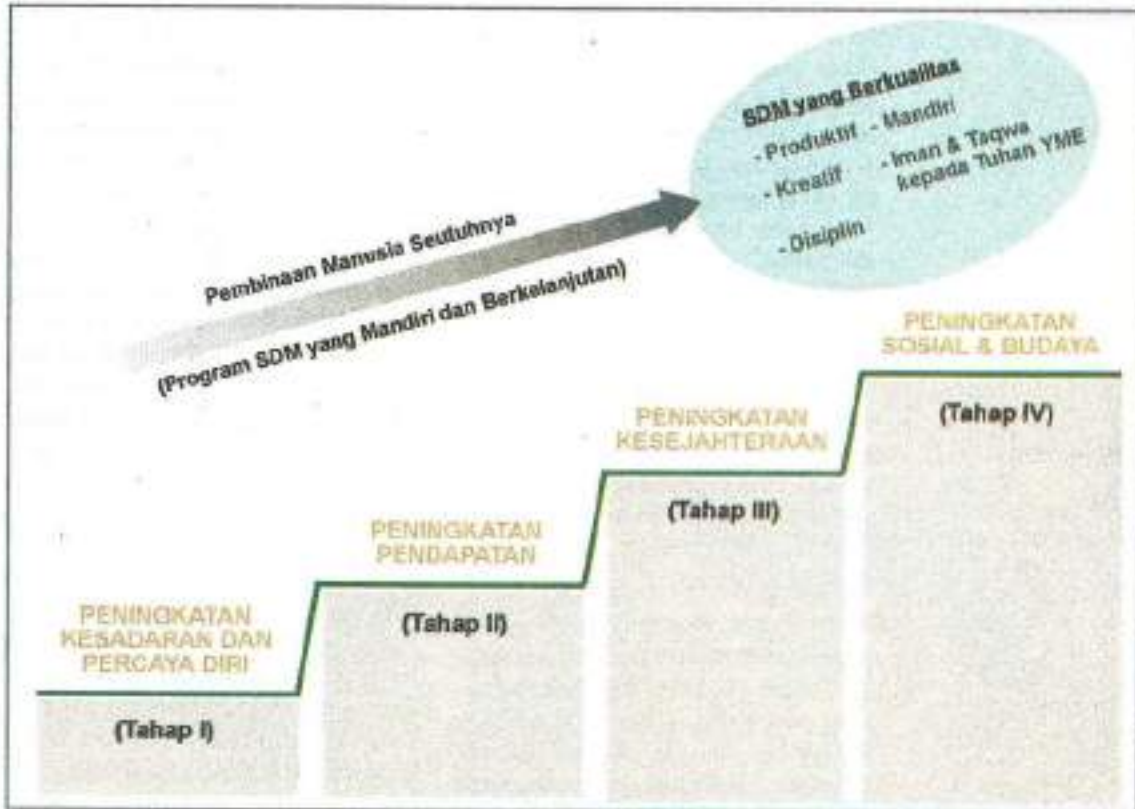 SDM yang Berkualitas
- Produktif - Mandiri
- Kreatif - Iman & Taqwa
kepada Tuhan YME
- Disiplin
Pembinaan Manusia Seutuhnya
(Program SDM yang Mandiri dan Berkelanjutan)
PENINGKATAN
SOSIAL & BUDAYA
(Tahap IV)
PENINGKATAN
KESEJAHTERAAN
(Tahap III)
PENINGKATAN
PENDAPATAN
(Tahap II)
PENINGKATAN
KESADARAN DAN
PERCAYA DIRI
(Tahap I)